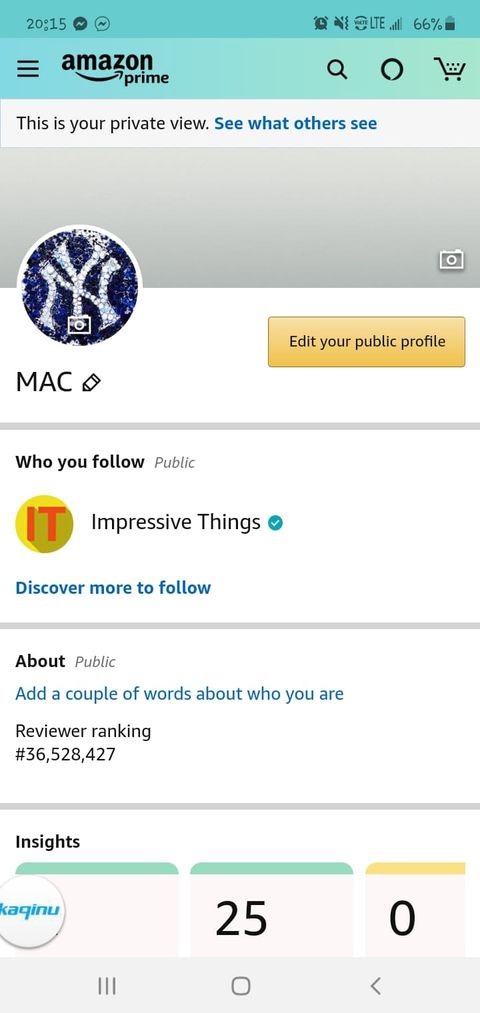 20:15 LTE 66%
amazon
prime
This is your private view. See what others see
NY
Edit your public profile
MAC
Who you follow Public
IT
Impressive Things
Discover more to follow
About Public
Add a couple of words about who you are
Reviewer ranking
#36,528,427
Insights
kaqinu
25
0